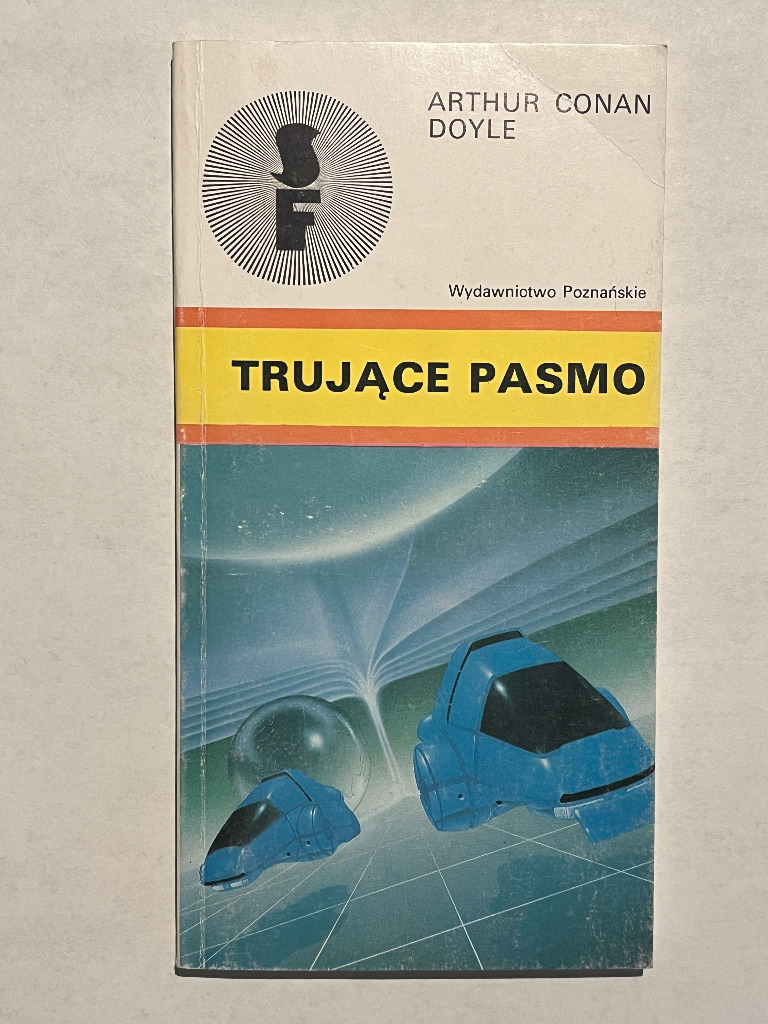 SF
ARTHUR CONAN
DOYLE
Wydawnictwo Poznańskie
TRUJĄCE PASMO